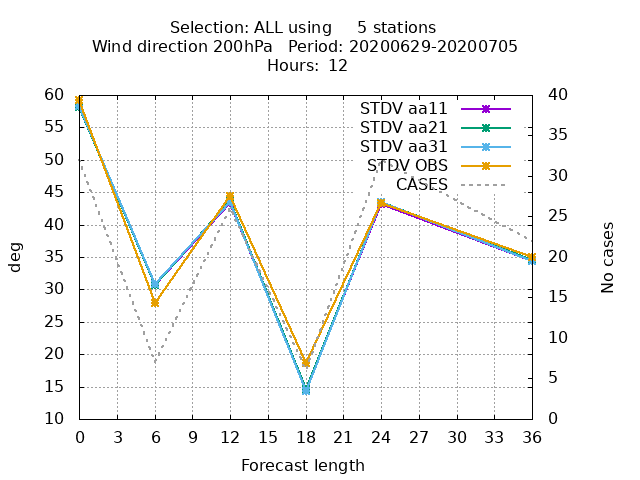 Selection: ALL using     5 stations
Wind direction 200hPa   Period: 20200629-20200705
Hours: 12
60
55
50
45
40
35
30
25
20
15
10
40
35
30
25
20
15
10
5
0
STDV aa11
STDV aa21
STDV aa31
STDV OBS
CASES
deg
No cases
0 3 6 9 12 15 18 21 24 27 30 33 36
Forecast length